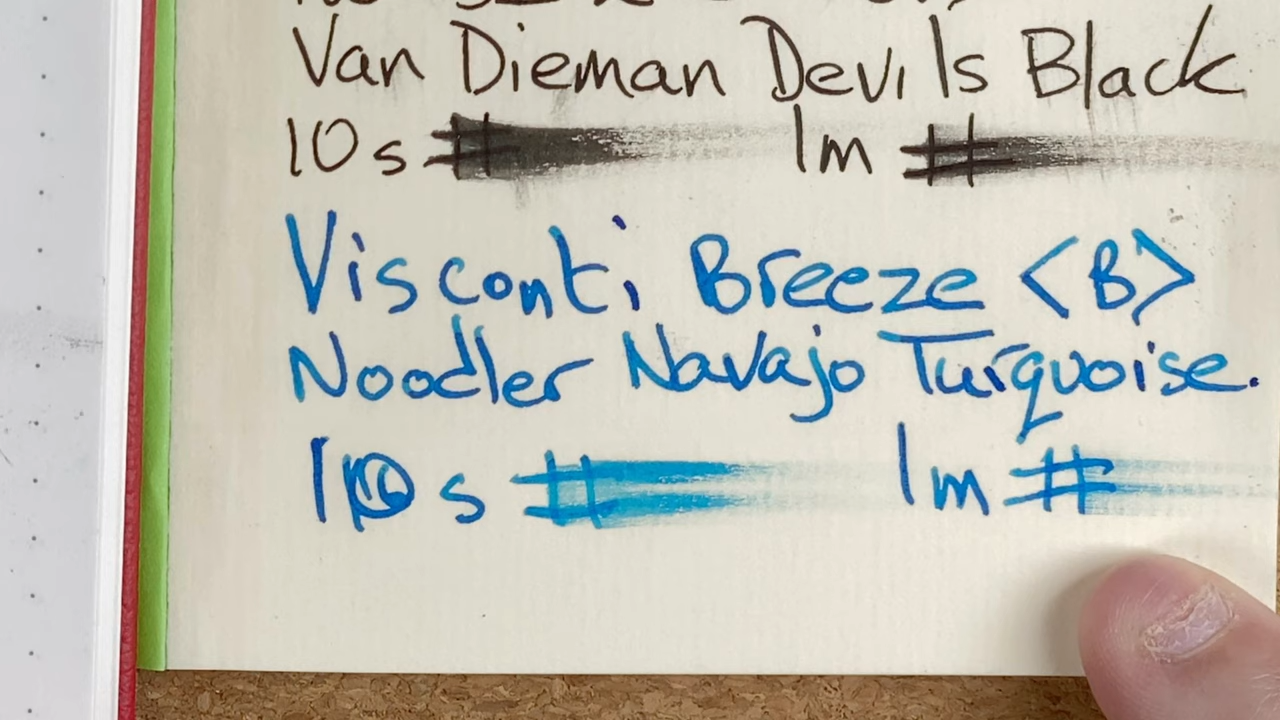 Van Dieman Devils Black
10s # 1m #
Visconti Breeze <B>
Noodler Navajo Turquoise.
10s # 1m #